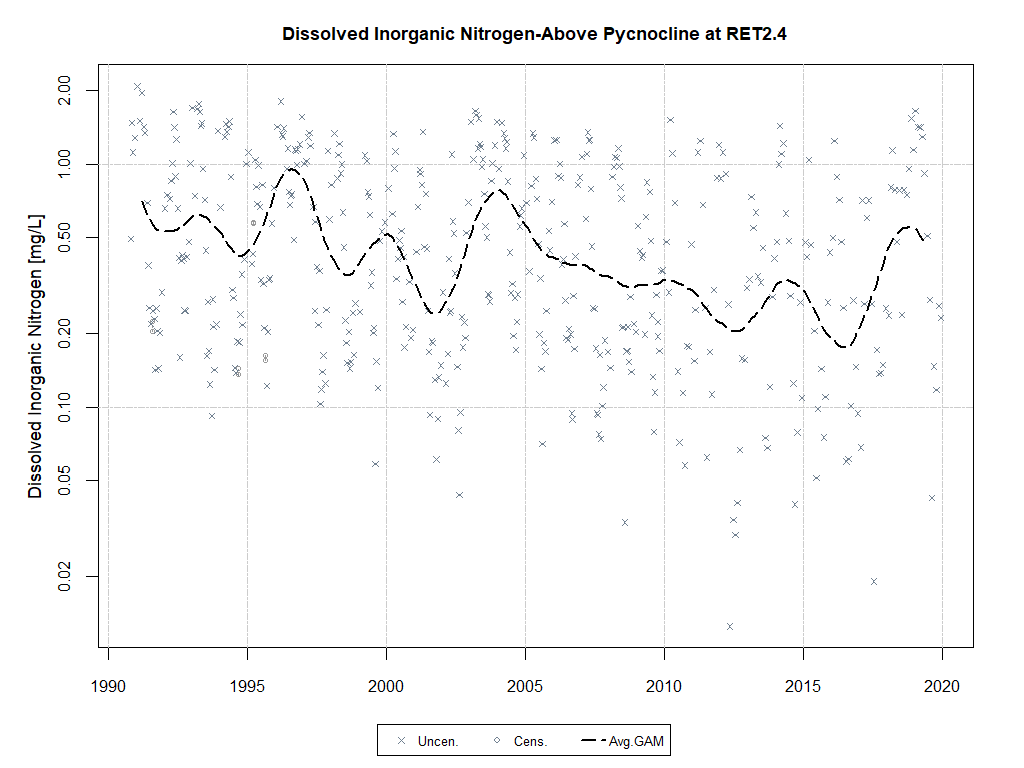 Dissolved Inorganic Nitrogen-Above Pycnocline at RET2.4
Dissolved Inorganic Nitrogen [mg/L]
2.00
1.00
0.50
0.20
0.10
0.05
0.02
1990 1995 2000 2005 2010 2015 2020
Uncen. Cens. Avg.GAM